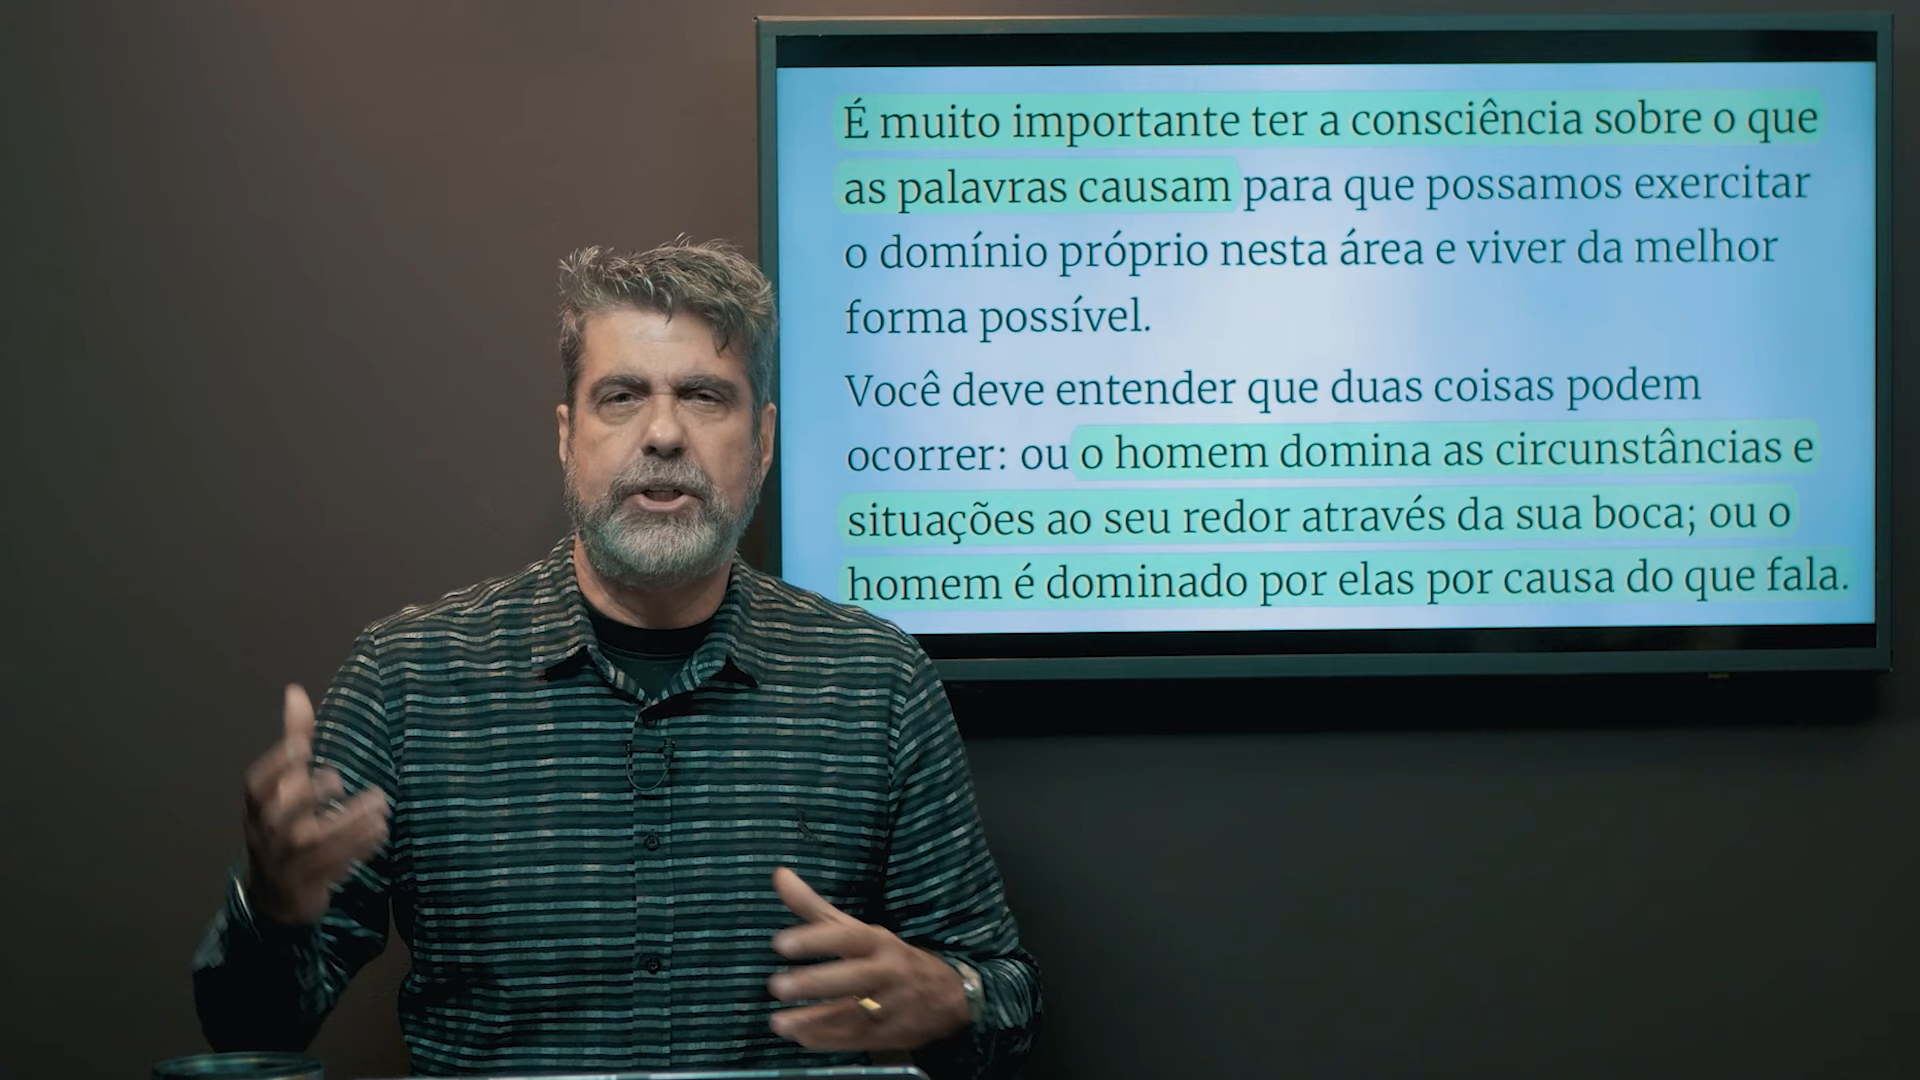 É muito importante ter a consciência sobre o que
as palavras causam para que possamos exercitar
o domínio próprio nesta área e viver da melhor
forma possível.
Você deve entender que duas coisas podem
ocorrer: ou o homem domina as circunstâncias e
situações ao seu redor através da sua boca; ou o
homem é dominado por elas por causa do que fala.